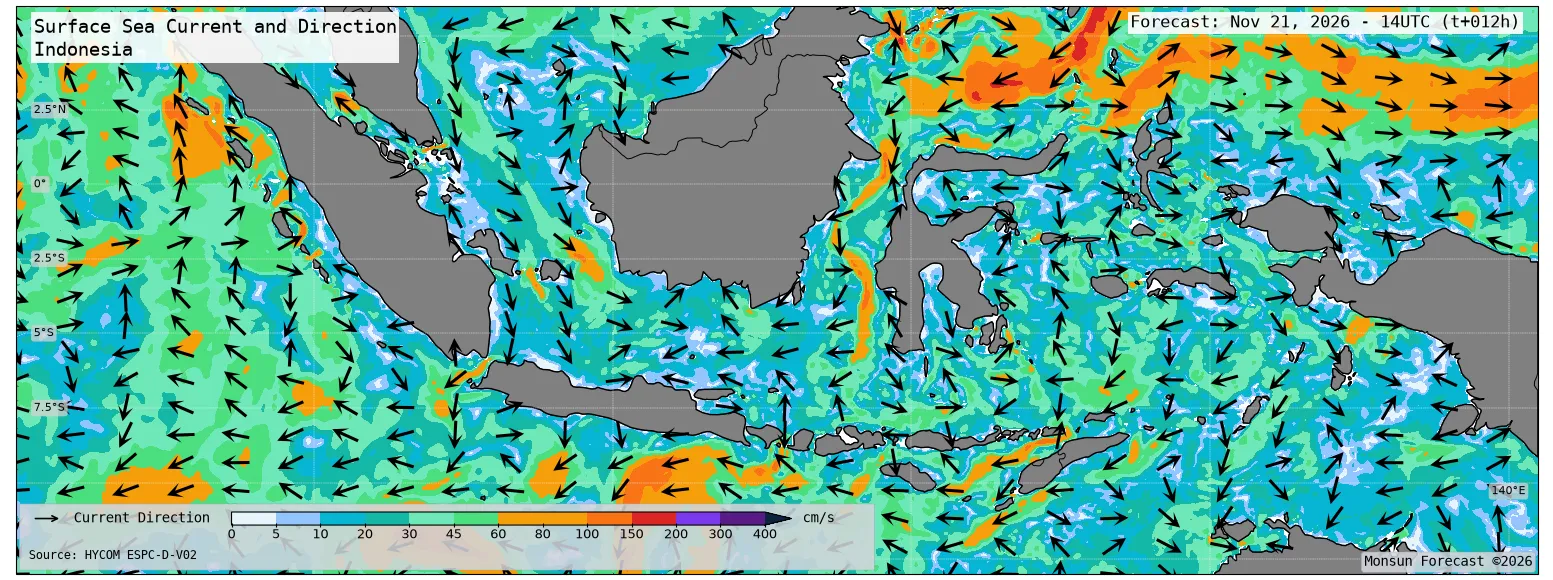 Surface Sea Current and Direction
Indonesia
Forecast: Nov 21, 2026 - 14UTC (t+012h)
2.5°N
0°
2.5°S
5°S
7.5°S
140°E
Current Direction
0 5 10 20 30 45 60 80 100 150 200 300 400 cm/s
Source: HYCOM ESPC-D-V02
Monsun Forecast ©2026